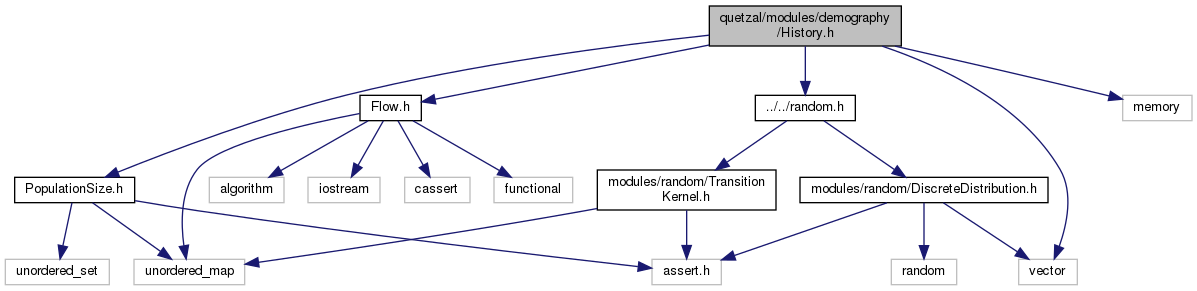 quetzal/modules/demography
/History.h
Flow.h
../../random.h
memory
PopulationSize.h
algorithm
iostream
cassert
functional
modules/random/Transition
Kernel.h
modules/random/DiscreteDistribution.h
unordered_set
unordered_map
assert.h
random
vector